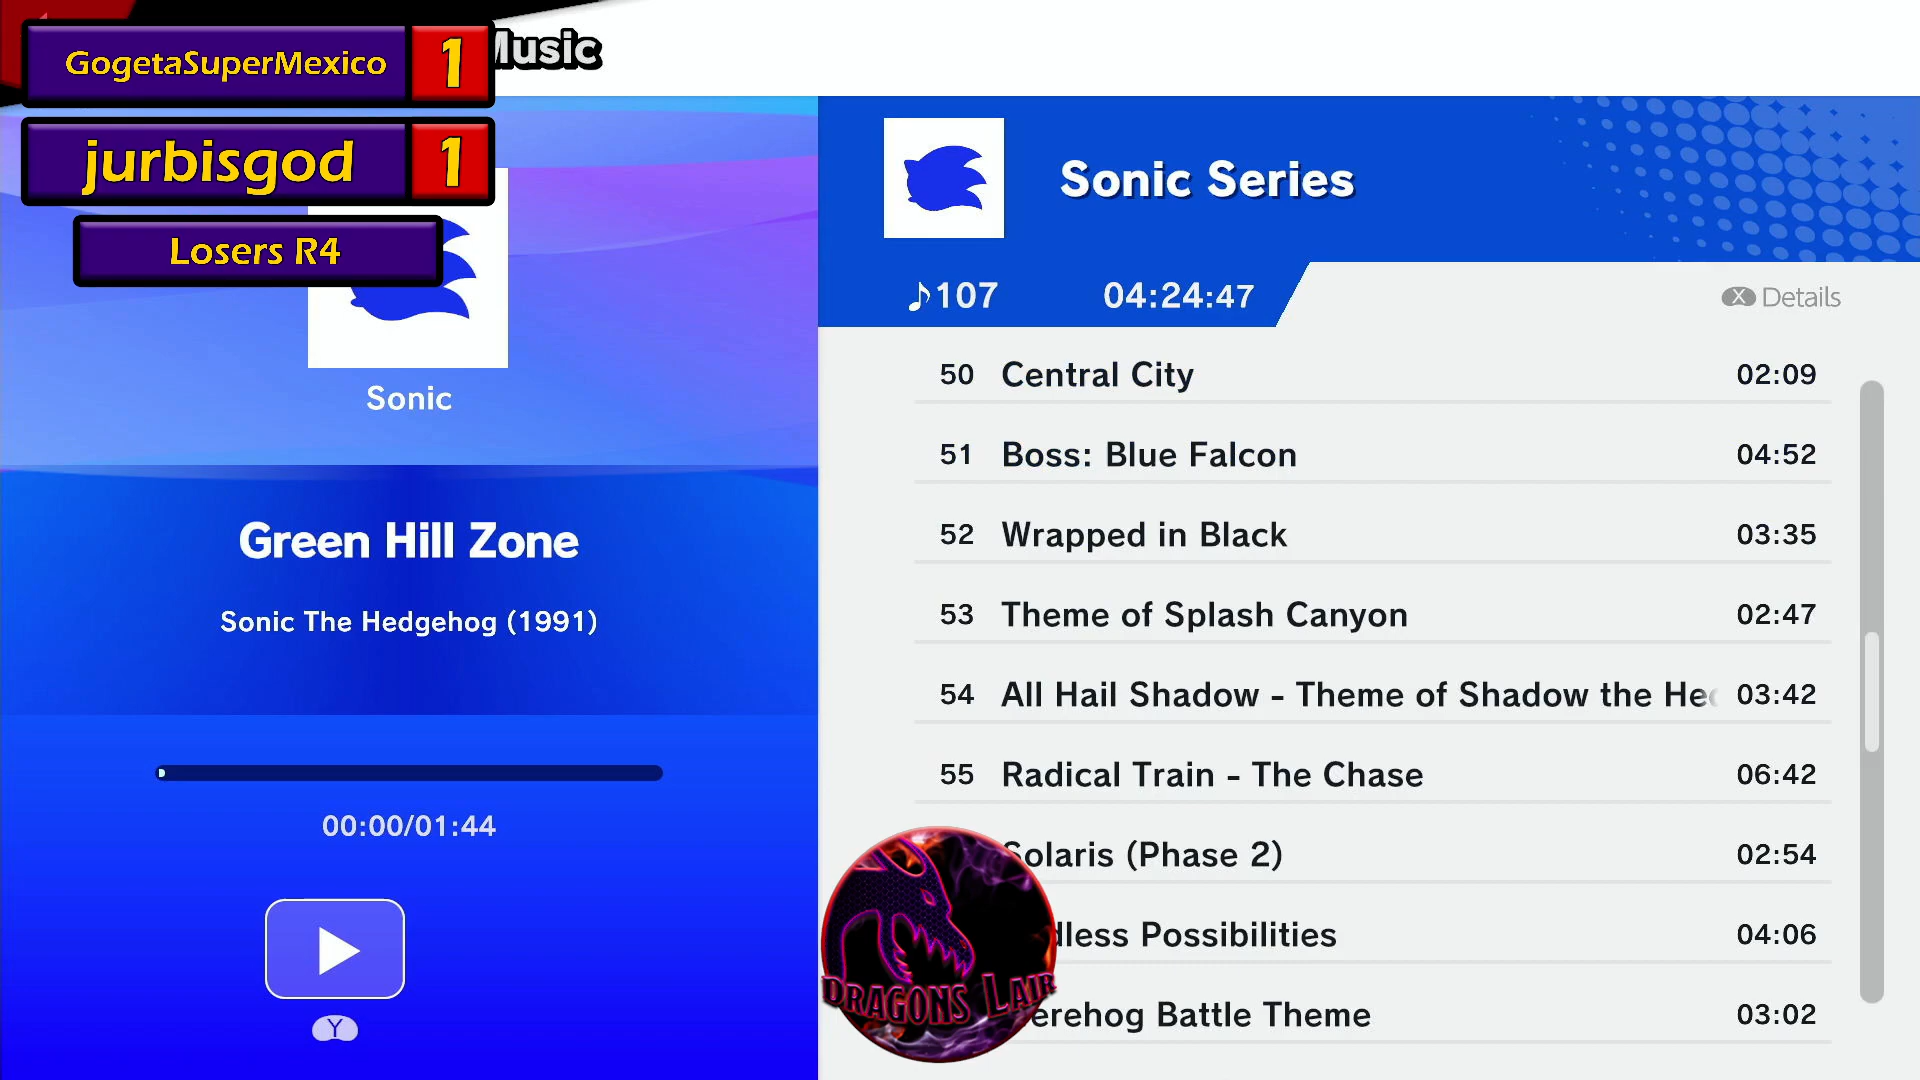 GogetaSuperMexico 1
Music
jurbisgod 1
Losers R4
Sonic
Green Hill Zone
Sonic The Hedgehog (1991)
00:00/01:44
Y
Sonic Series
♪107 04:24:47
X Details
50 Central City 02:09
51 Boss: Blue Falcon 04:52
52 Wrapped in Black 03:35
53 Theme of Splash Canyon 02:47
54 All Hail Shadow - Theme of Shadow the He 03:42
55 Radical Train - The Chase 06:42
Solaris (Phase 2) 02:54
dless Possibilities 04:06
erehog Battle Theme 03:02
DRAGONS LAIR